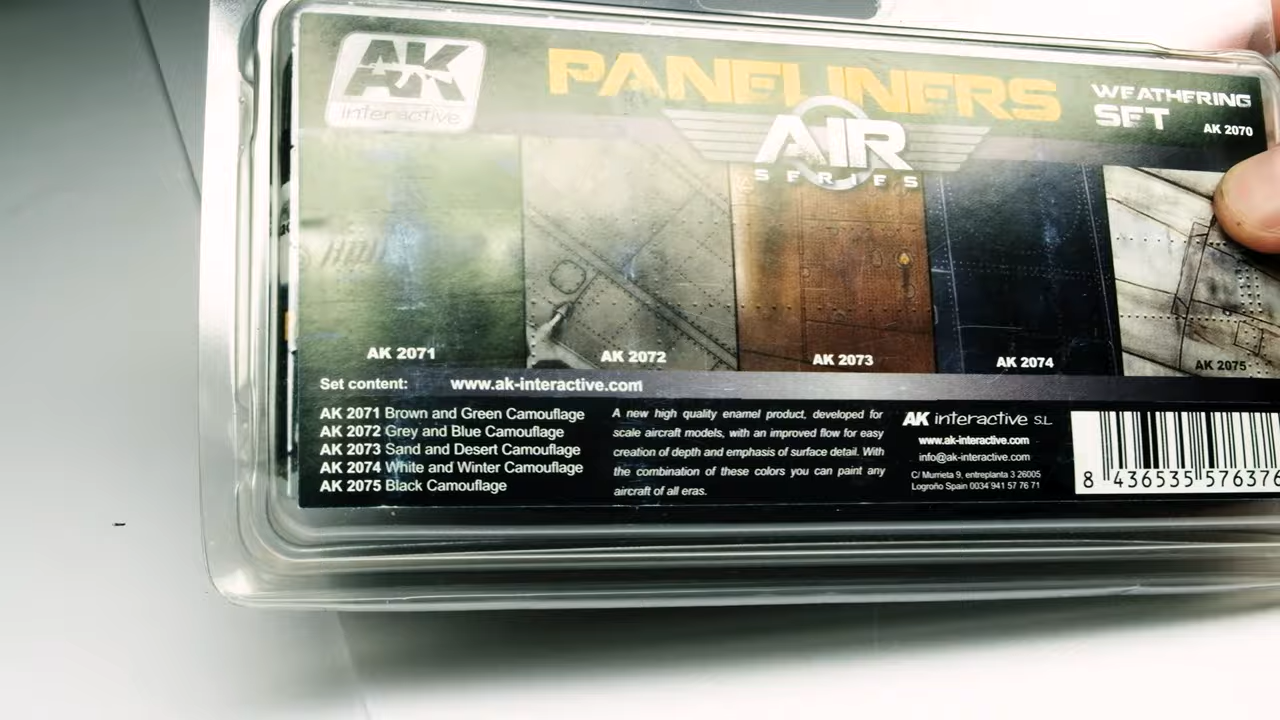 AK
interactive
PANELINERS
AIR
SERIES
WEATHERING
SET
AK 2070
AK 2071
AK 2072
AK 2073
AK 2074
AK 2075
Set content:
www.ak-interactive.com
AK 2071 Brown and Green Camouflage
AK 2072 Grey and Blue Camouflage
AK 2073 Sand and Desert Camouflage
AK 2074 White and Winter Camouflage
AK 2075 Black Camouflage
A new high quality enamel product, developed for
scale aircraft models, with an improved flow for easy
creation of depth and emphasis of surface detail. With
the combination of these colors you can paint any
aircraft of all eras.
AK interactive S.L
www.ak-interactive.com
info@ak-interactive.com
C/ Murrieta 9, entreplanta 3 26005
Logroño Spain 0034 941 57 76 71
8 436535 576376